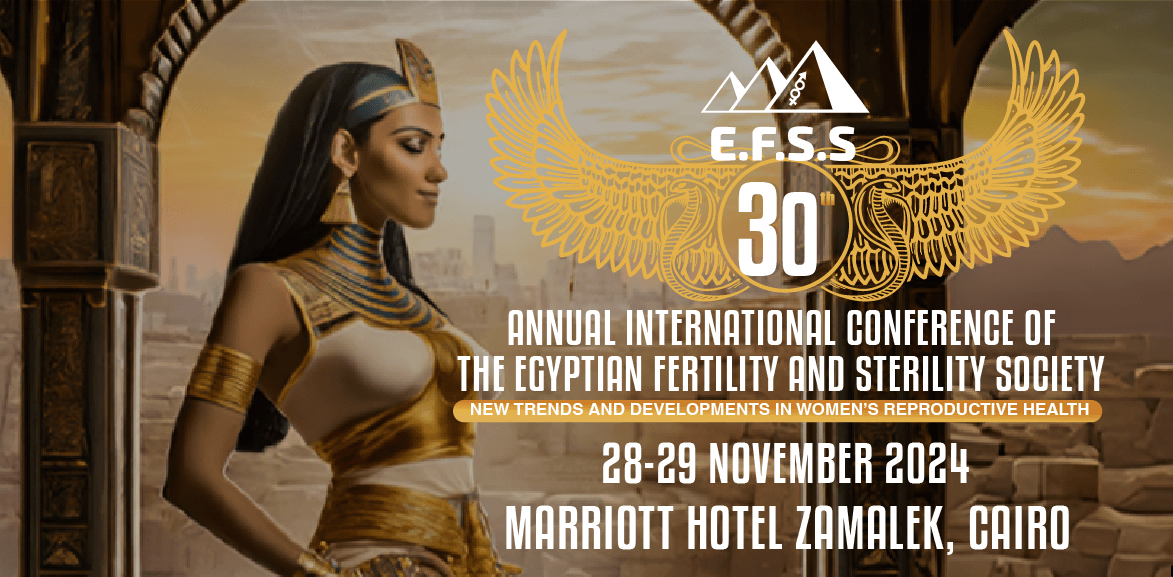 E.F.S.S
30th
ANNUAL INTERNATIONAL CONFERENCE OF
THE EGYPTIAN FERTILITY AND STERILITY SOCIETY
NEW TRENDS AND DEVELOPMENTS IN WOMEN'S REPRODUCTIVE HEALTH
28-29 NOVEMBER 2024
MARRIOTT HOTEL ZAMALEK, CAIRO